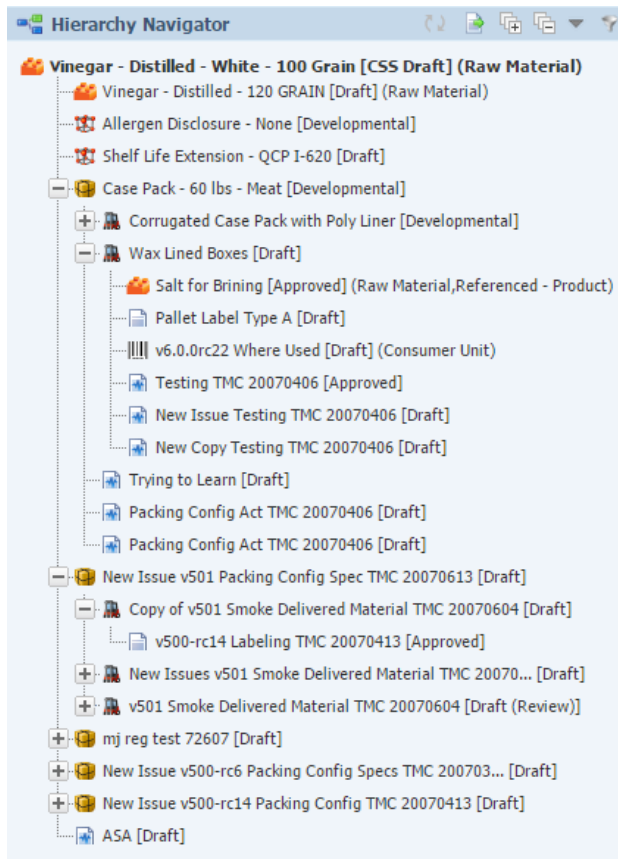 Hierarchy Navigator
Vinegar - Distilled - White - 100 Grain [CSS Draft] (Raw Material)
Vinegar - Distilled - 120 GRAIN [Draft] (Raw Material)
Allergen Disclosure - None [Developmental]
Shelf Life Extension - QCP I-620 [Draft]
Case Pack - 60 lbs - Meat [Developmental]
Corrugated Case Pack with Poly Liner [Developmental]
Wax Lined Boxes [Draft]
Salt for Brining [Approved] (Raw Material,Referenced - Product)
Pallet Label Type A [Draft]
v6.0.0rc22 Where Used [Draft] (Consumer Unit)
Testing TMC 20070406 [Approved]
New Issue Testing TMC 20070406 [Draft]
New Copy Testing TMC 20070406 [Draft]
Trying to Learn [Draft]
Packing Config Act TMC 20070406 [Draft]
Packing Config Act TMC 20070406 [Draft]
New Issue v501 Packing Config Spec TMC 20070613 [Draft]
Copy of v501 Smoke Delivered Material TMC 20070604 [Draft]
v500-rc14 Labeling TMC 20070413 [Approved]
New Issues v501 Smoke Delivered Material TMC 20070... [Draft]
v501 Smoke Delivered Material TMC 20070604 [Draft (Review)]
mj reg test 72607 [Draft]
New Issue v500-rc6 Packing Config Specs TMC 200703... [Draft]
New Issue v500-rc14 Packing Config TMC 20070413 [Draft]
ASA [Draft]